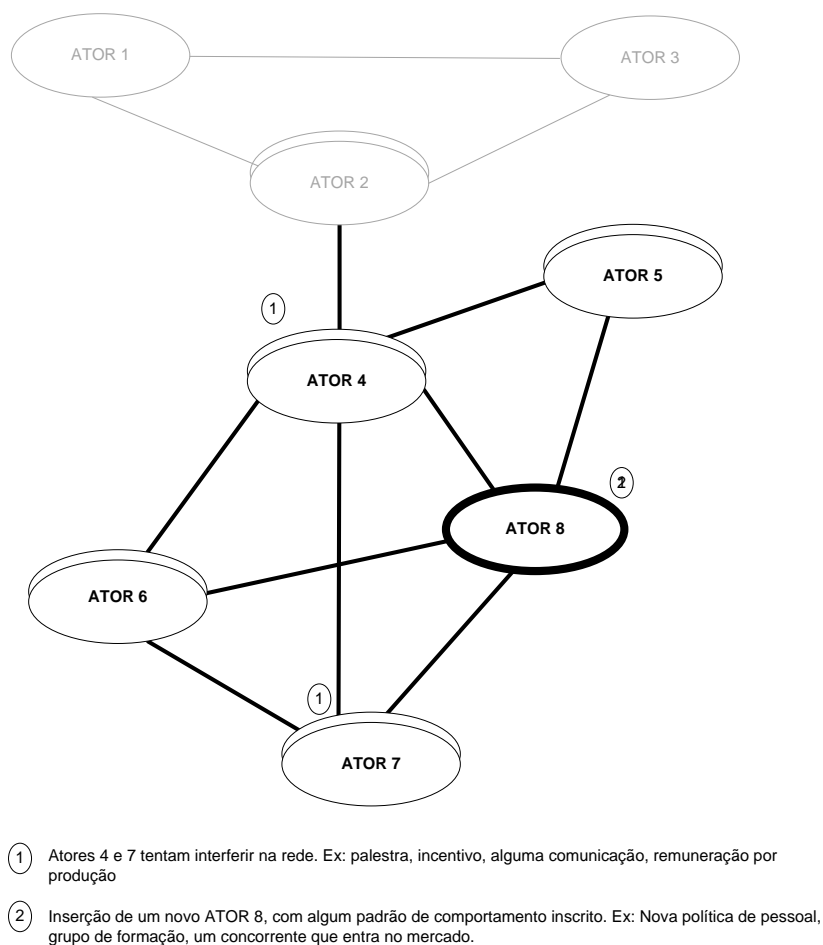 ATOR 1
ATOR 3
ATOR 2
ATOR 5
1
ATOR 4
2
ATOR 8
ATOR 6
1
ATOR 7
1 Atores 4 e 7 tentam interferir na rede. Ex: palestra, incentivo, alguma comunicação, remuneração por
produção
2 Inserção de um novo ATOR 8, com algum padrão de comportamento inscrito. Ex: Nova política de pessoal,
grupo de formação, um concorrente que entra no mercado.